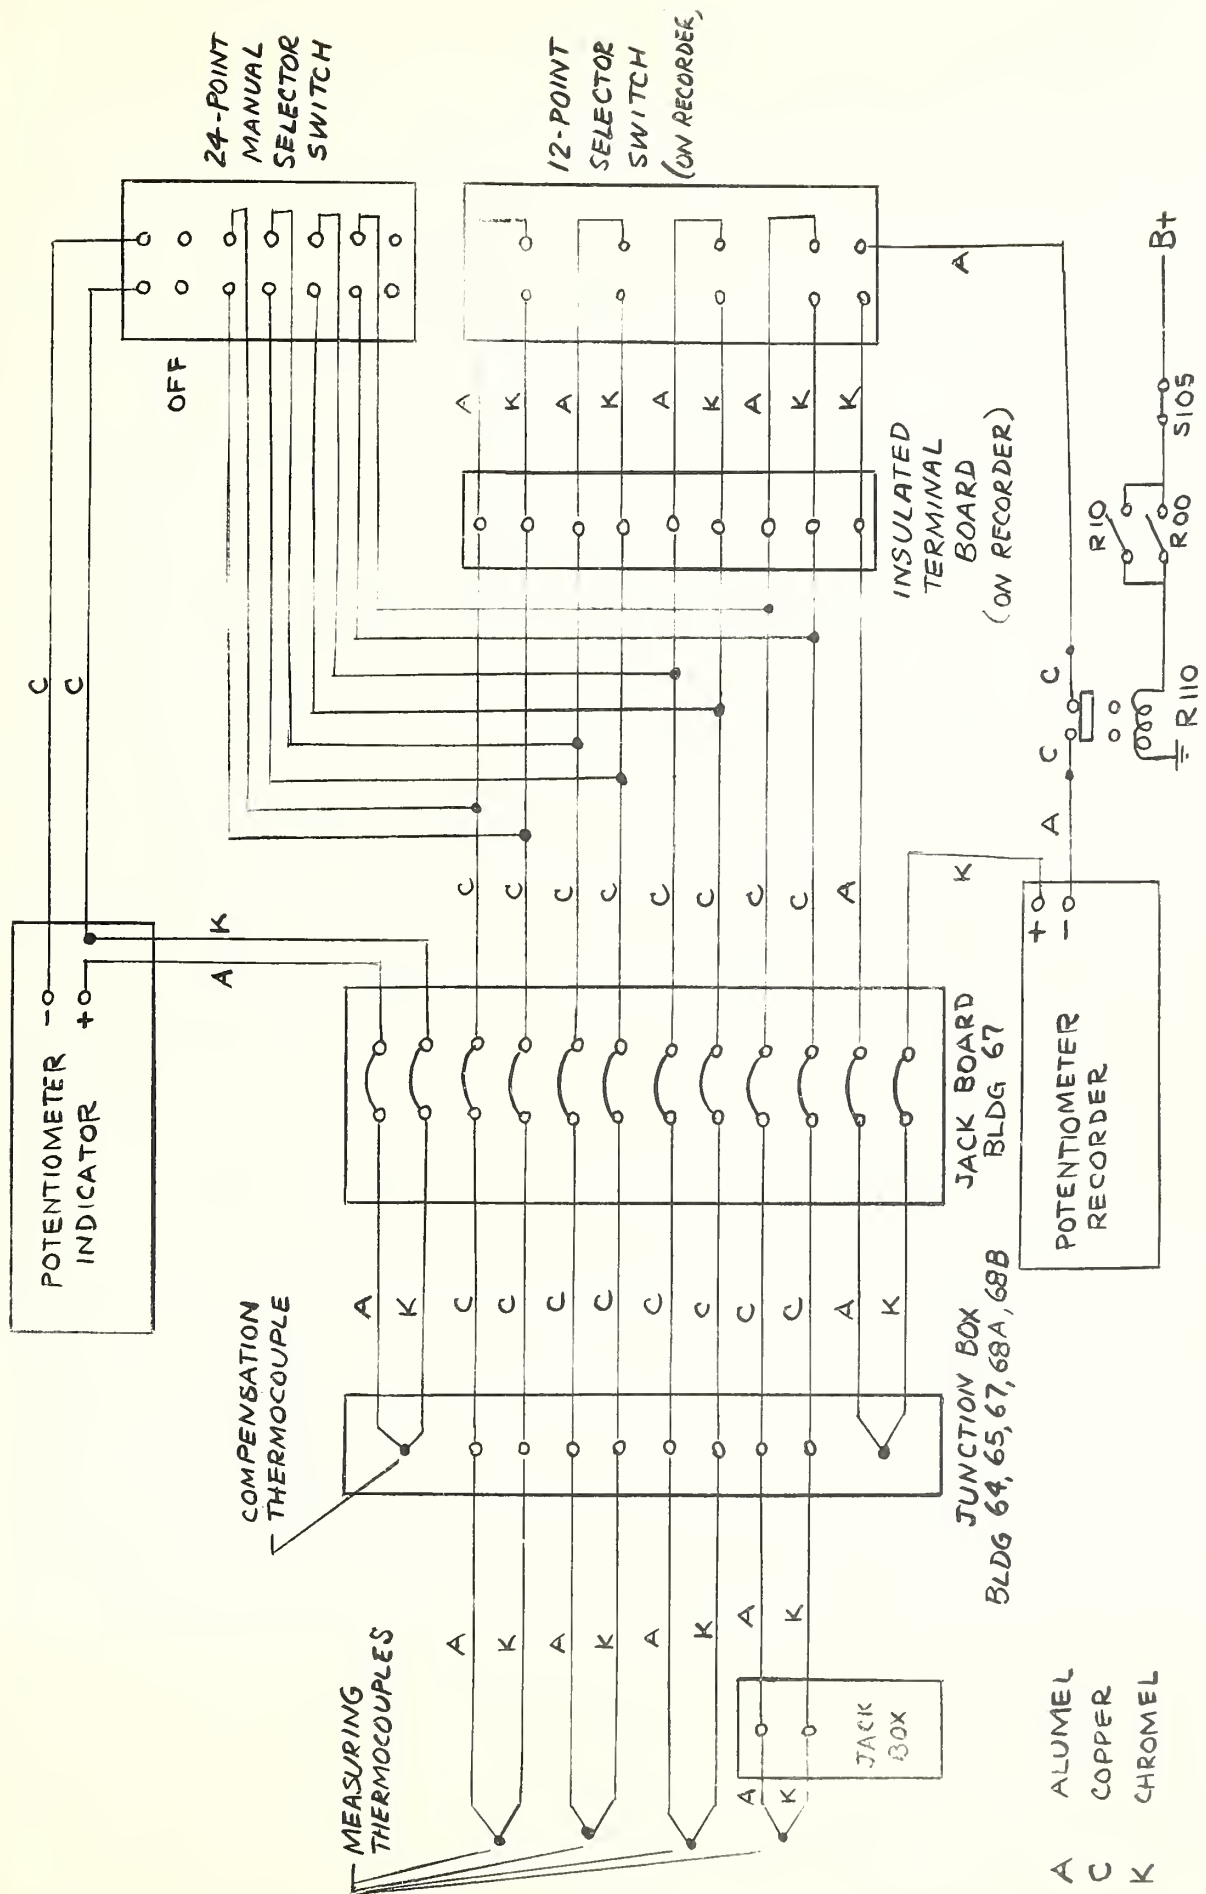 POTENTIOMETER
INDICATOR
-
+
C
C
24-POINT
MANUAL
SELECTOR
SWITCH
OFF
K
A
12-POINT
SELECTOR
SWITCH
(ON RECORDER,
A
K
A
K
A
K
A
K
K
A
INSULATED
TERMINAL
BOARD
(ON RECORDER)
C
C
C
C
C
C
C
C
A
K
JACK BOARD
BLDG 67
COMPENSATION
THERMOCOUPLE
A
K
C
C
C
C
C
C
C
C
A
K
JUNCTION BOX
BLDG 64, 65, 67, 68A, 68B
POTENTIOMETER
RECORDER
+
-
A
C
C
R110
R10
R00
S105
B+
MEASURING
THERMOCOUPLES
A
K
A
K
A
K
A
K
JACK
BOX
A
K
A ALUMEL
C COPPER
K CHROMEL